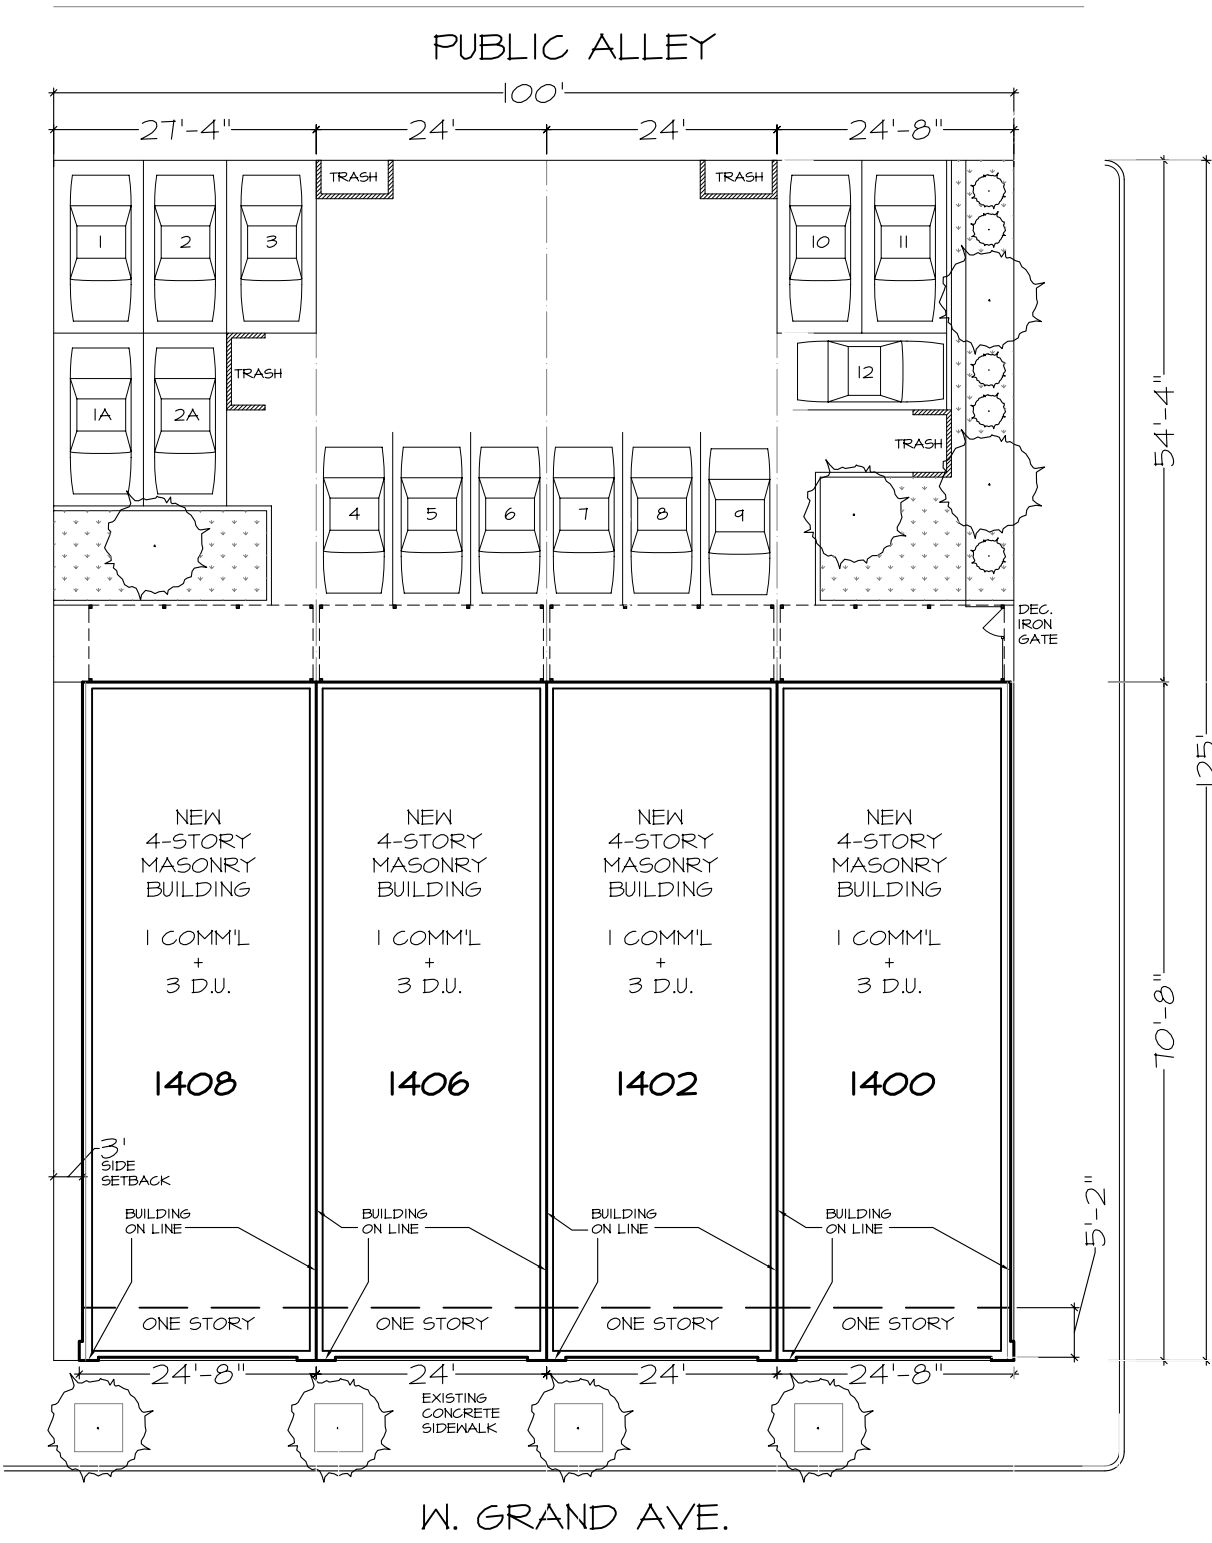 PUBLIC ALLEY
100'
27'-4" 24' 24' 24'-8"
TRASH TRASH
1 2 3 10 11
TRASH 12
1A 2A TRASH
4 5 6 7 8 9
54'-4"
DEC.
IRON
GATE
125'
NEW
4-STORY
MASONRY
BUILDING
1 COMM'L
+
3 D.U.
1408
NEW
4-STORY
MASONRY
BUILDING
1 COMM'L
+
3 D.U.
1406
NEW
4-STORY
MASONRY
BUILDING
1 COMM'L
+
3 D.U.
1402
NEW
4-STORY
MASONRY
BUILDING
1 COMM'L
+
3 D.U.
1400
70'-8"
3'
SIDE
SETBACK
BUILDING
ON LINE
BUILDING
ON LINE
BUILDING
ON LINE
BUILDING
ON LINE
5'-2"
ONE STORY ONE STORY ONE STORY ONE STORY
24'-8" 24' 24' 24'-8"
EXISTING
CONCRETE
SIDEWALK
W. GRAND AVE.